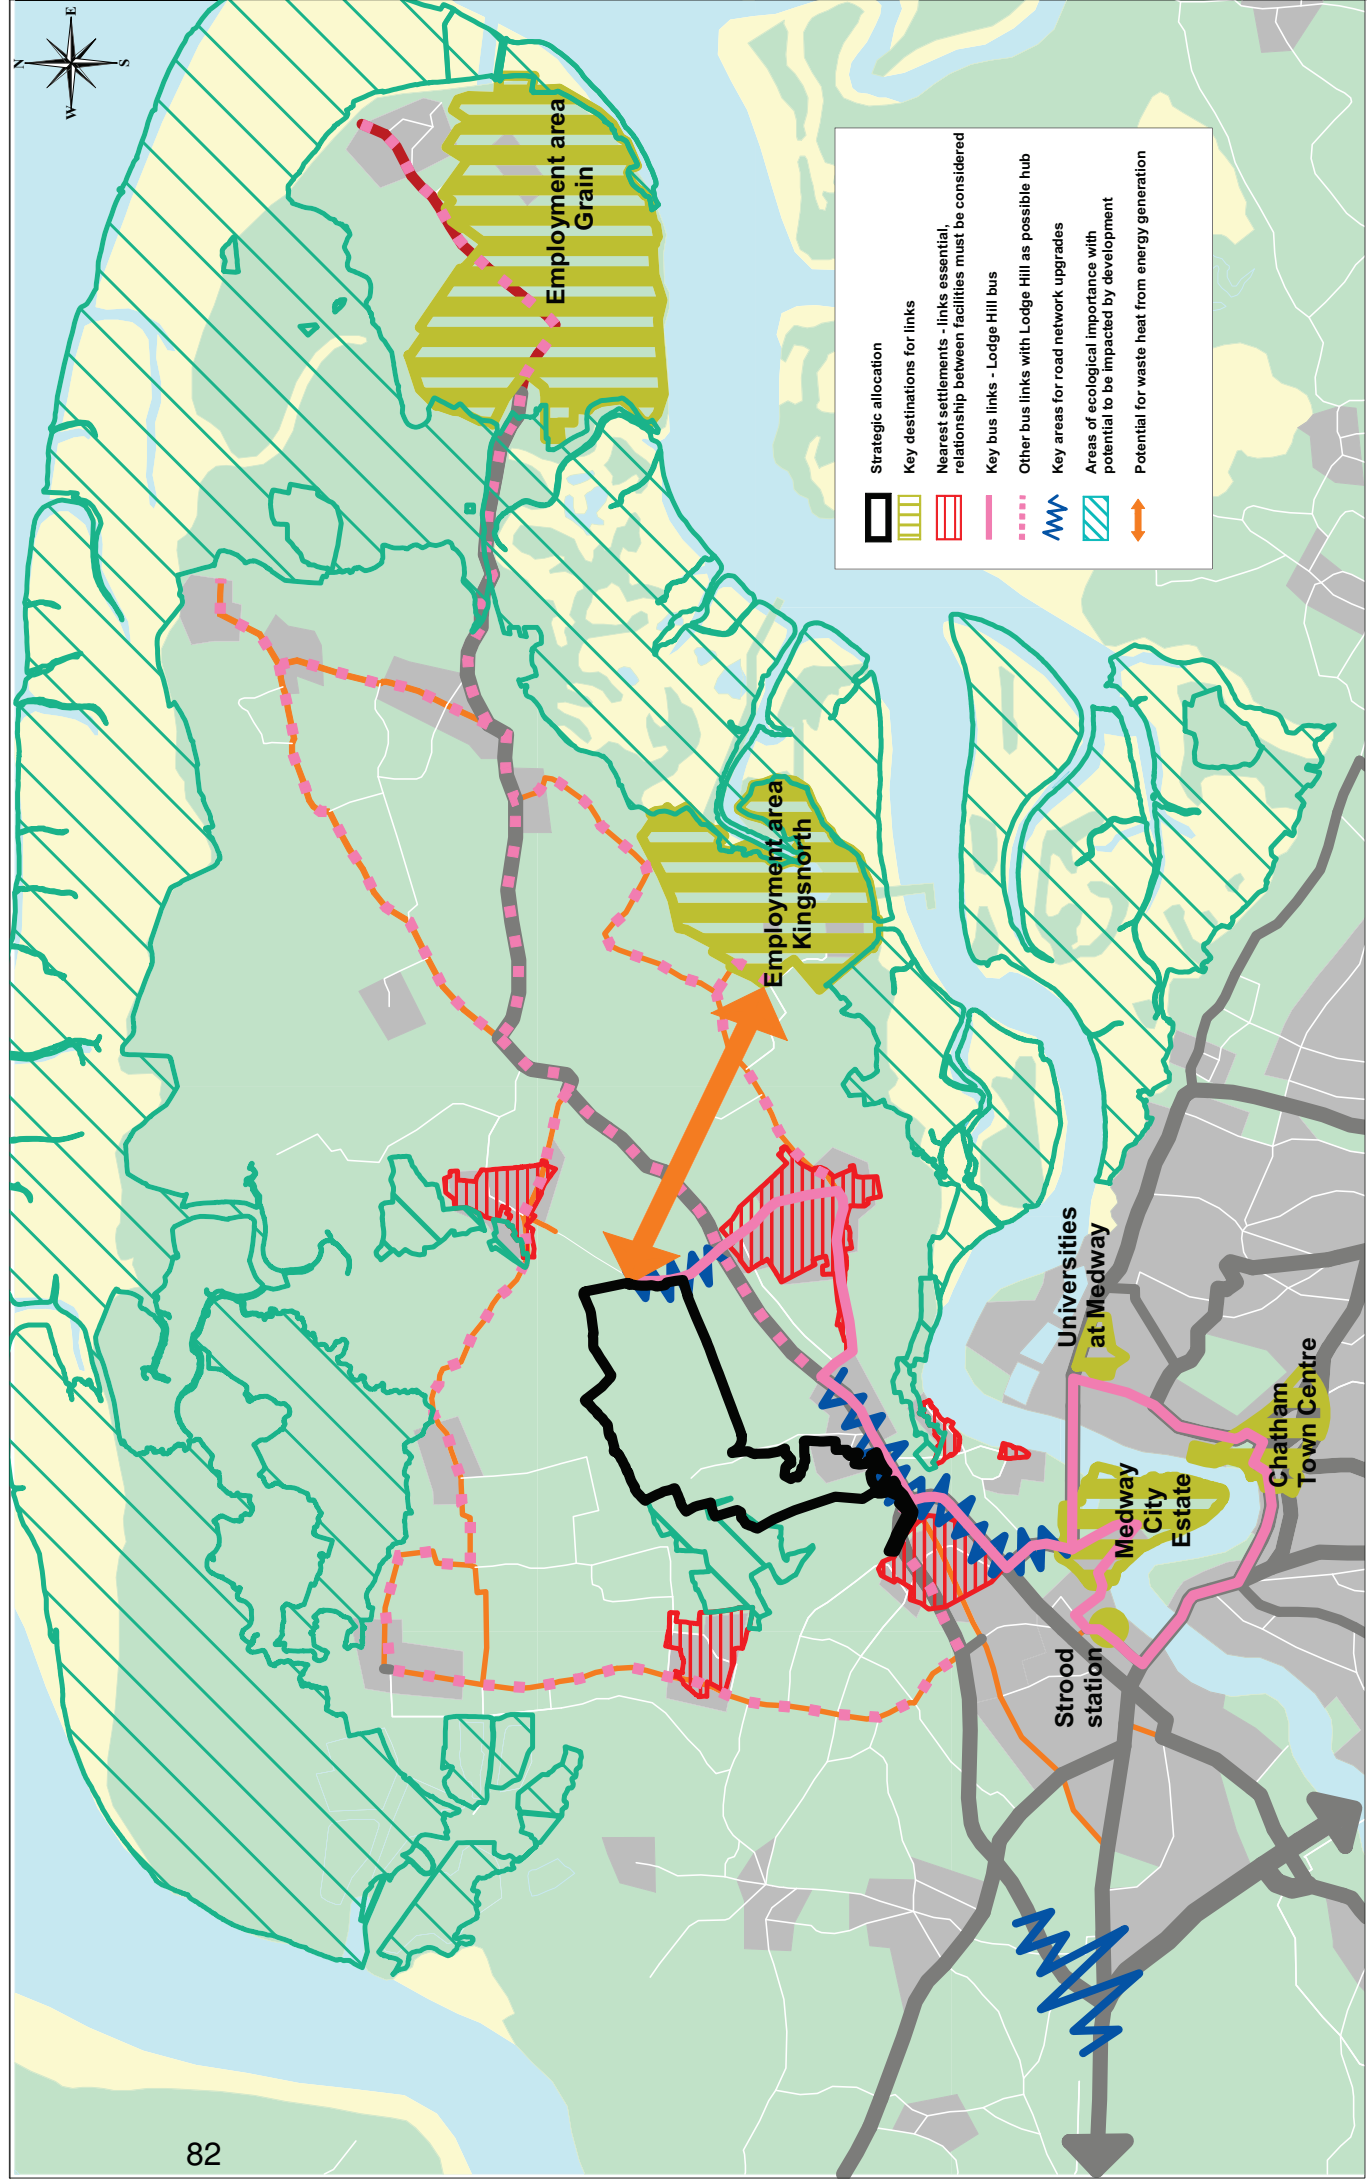 N
E
S
W
Employment area
Grain
Employment area
Kingsnorth
Universities
at Medway
Medway
City
Estate
Chatham
Town Centre
Strood
station
Strategic allocation
Key destinations for links
Nearest settlements - links essential,
relationship between facilities must be considered
Key bus links - Lodge Hill bus
Other bus links with Lodge Hill as possible hub
Key areas for road network upgrades
Areas of ecological importance with
potential to be impacted by development
Potential for waste heat from energy generation
82